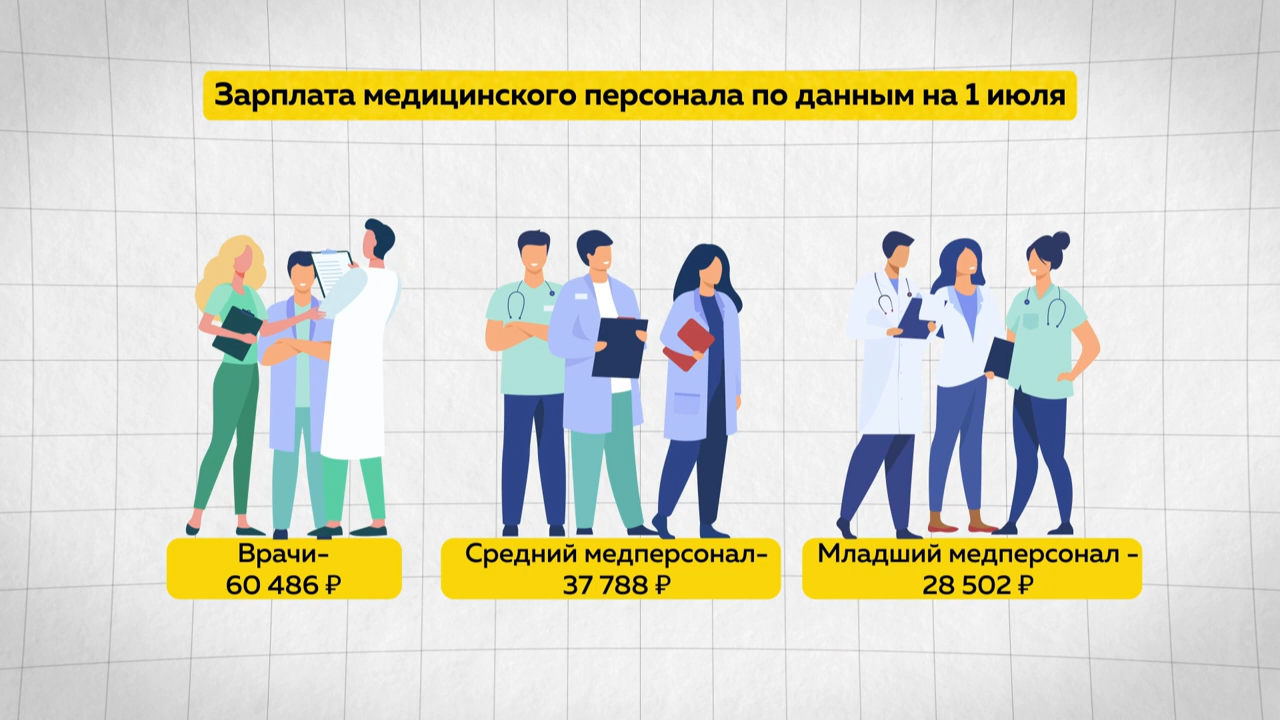 Зарплата медицинского персонала по данным на 1 июля
Врачи-
60 486 ₽
Средний медперсонал-
37 788 ₽
Младший медперсонал -
28 502 ₽